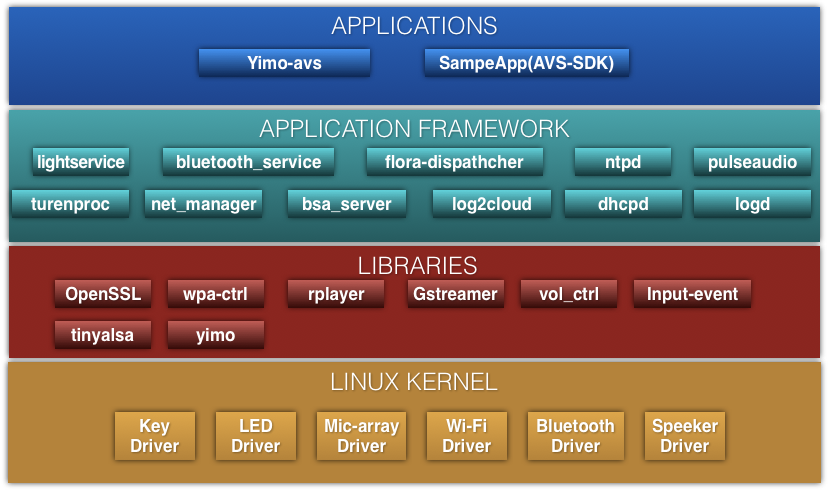 APPLICATIONS
Yimo-avs SampeApp(AVS-SDK)
APPLICATION FRAMEWORK
lightservice bluetooth_service flora-dispathcher ntpd pulseaudio
turenproc net_manager bsa_server log2cloud dhcpd logd
LIBRARIES
OpenSSL wpa-ctrl rplayer Gstreamer vol_ctrl Input-event
tinyalsa yimo
LINUX KERNEL
Key Driver LED Driver Mic-array Driver Wi-Fi Driver Bluetooth Driver Speeker Driver